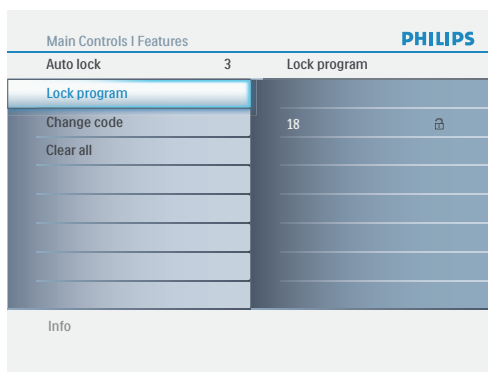 Main Controls I Features PHILIPS
Auto lock 3 Lock program
Lock program
Change code 18
Clear all
Info